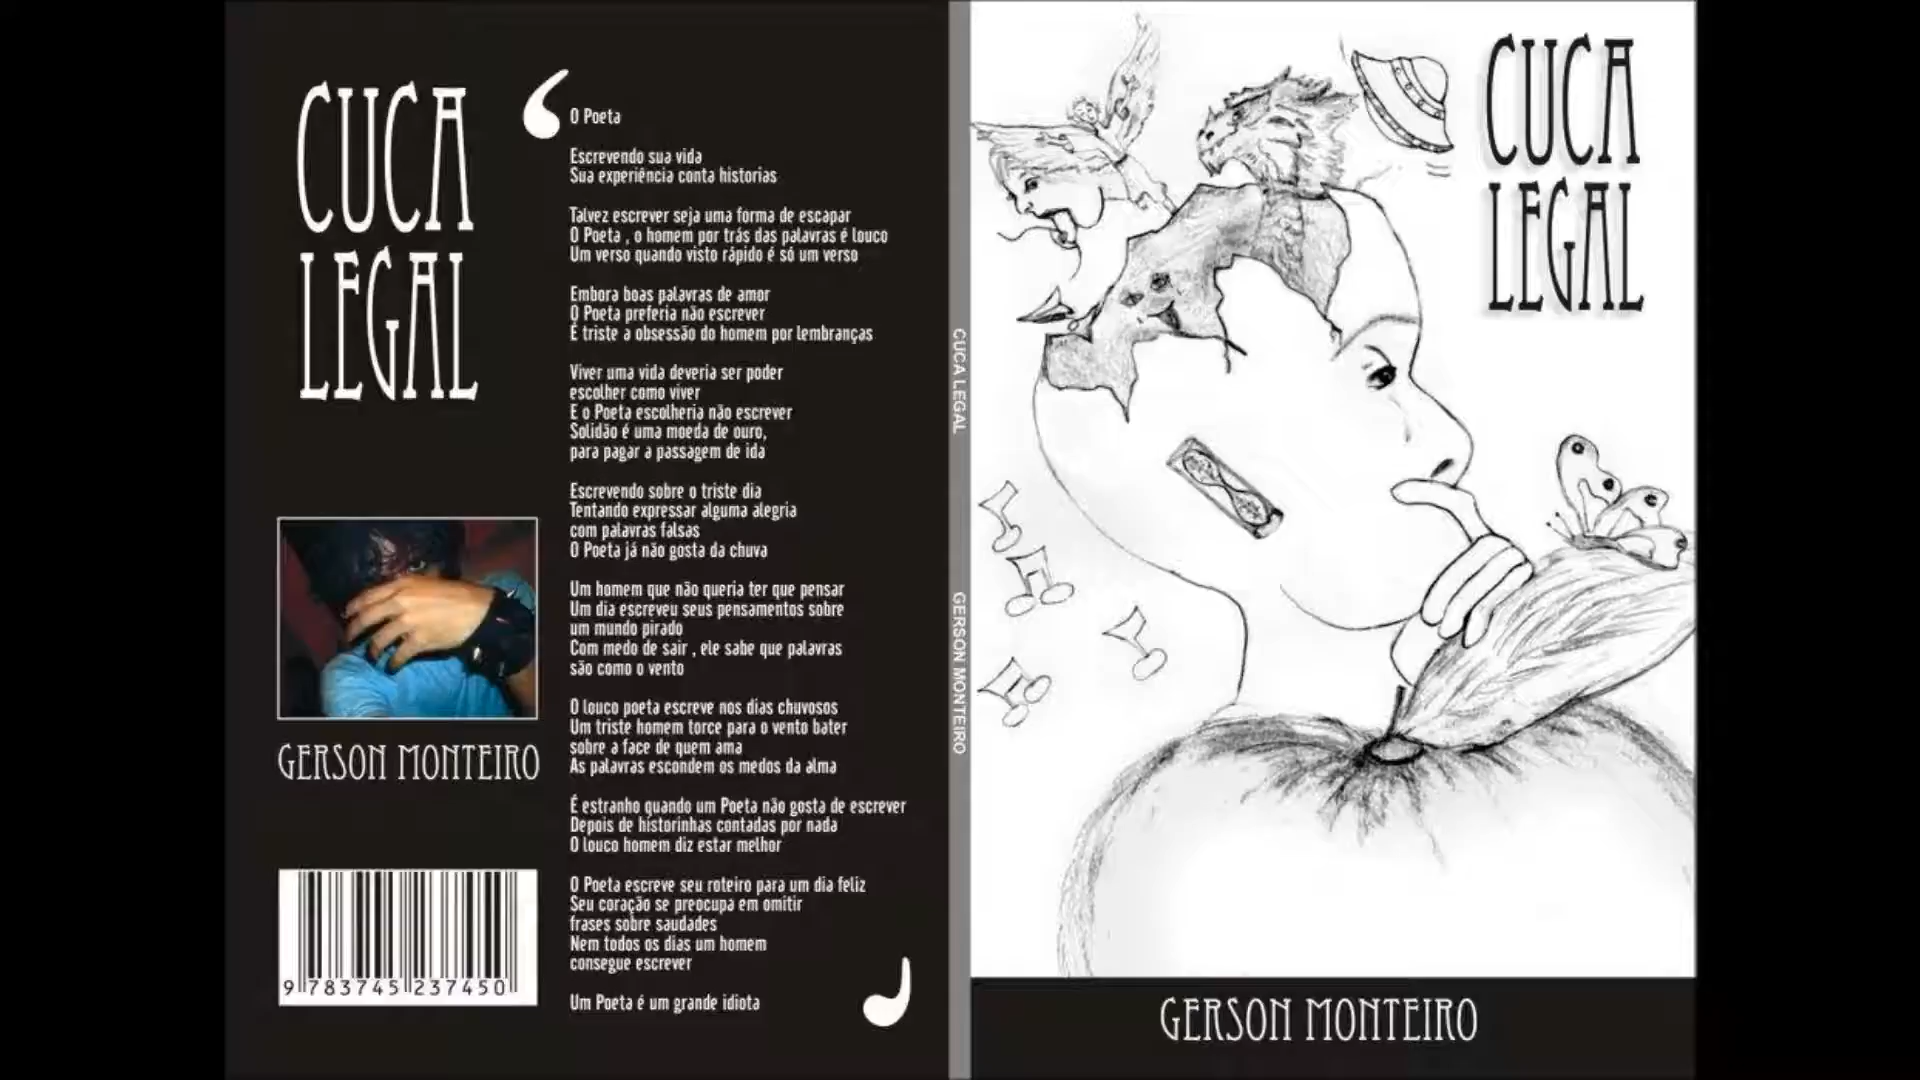 CUCA
LEGAL
O Poeta
Escrevendo sua vida
Sua experiência conta historias
Talvez escrever seja uma forma de escapar
O Poeta , o homem por trás das palavras é louco
Um verso quando visto rápido é só um verso
Embora boas palavras de amor
O Poeta preferia não escrever
É triste a obsessão do homem por lembranças
Viver uma vida deveria ser poder
escolher como viver
E o Poeta escolheria não escrever
Solidão é uma moeda de ouro,
para pagar a passagem de ida
Escrevendo sobre o triste dia
Tentando expressar alguma alegria
com palavras falsas
O Poeta já não gosta da chuva
Um homem que não queria ter que pensar
Um dia escreveu seus pensamentos sobre
um mundo pirado
Com medo de sair , ele sabe que palavras
são como o vento
O louco poeta escreve nos dias chuvosos
Um triste homem torce para o vento bater
sobre a face de quem ama
As palavras escondem os medos da alma
É estranho quando um Poeta não gosta de escrever
Depois de historinhas contadas por nada
O louco homem diz estar melhor
O Poeta escreve seu roteiro para um dia feliz
Seu coração se preocupa em omitir
frases sobre saudades
Nem todos os dias um homem
consegue escrever
Um Poeta é um grande idiota
GERSON MONTEIRO
9 783745 237450
CUCA LEGAL
GERSON MONTEIRO
CUCA
LEGAL
GERSON MONTEIRO